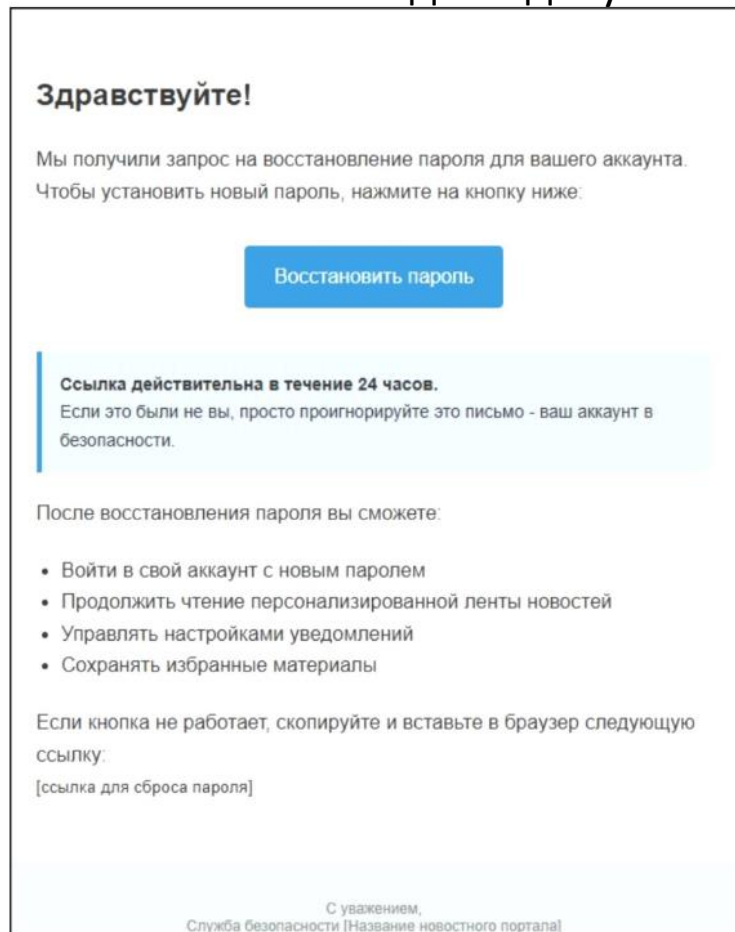 Здравствуйте!
Мы получили запрос на восстановление пароля для вашего аккаунта.
Чтобы установить новый пароль, нажмите на кнопку ниже:
Восстановить пароль
Ссылка действительна в течение 24 часов.
Если это были не вы, просто проигнорируйте это письмо - ваш аккаунт в
безопасности.
После восстановления пароля вы сможете:
• Войти в свой аккаунт с новым паролем
• Продолжить чтение персонализированной ленты новостей
• Управлять настройками уведомлений
• Сохранять избранные материалы
Если кнопка не работает, скопируйте и вставьте в браузер следующую
ссылку:
[ссылка для сброса пароля]
С уважением,
Служба безопасности [Название новостного портала]